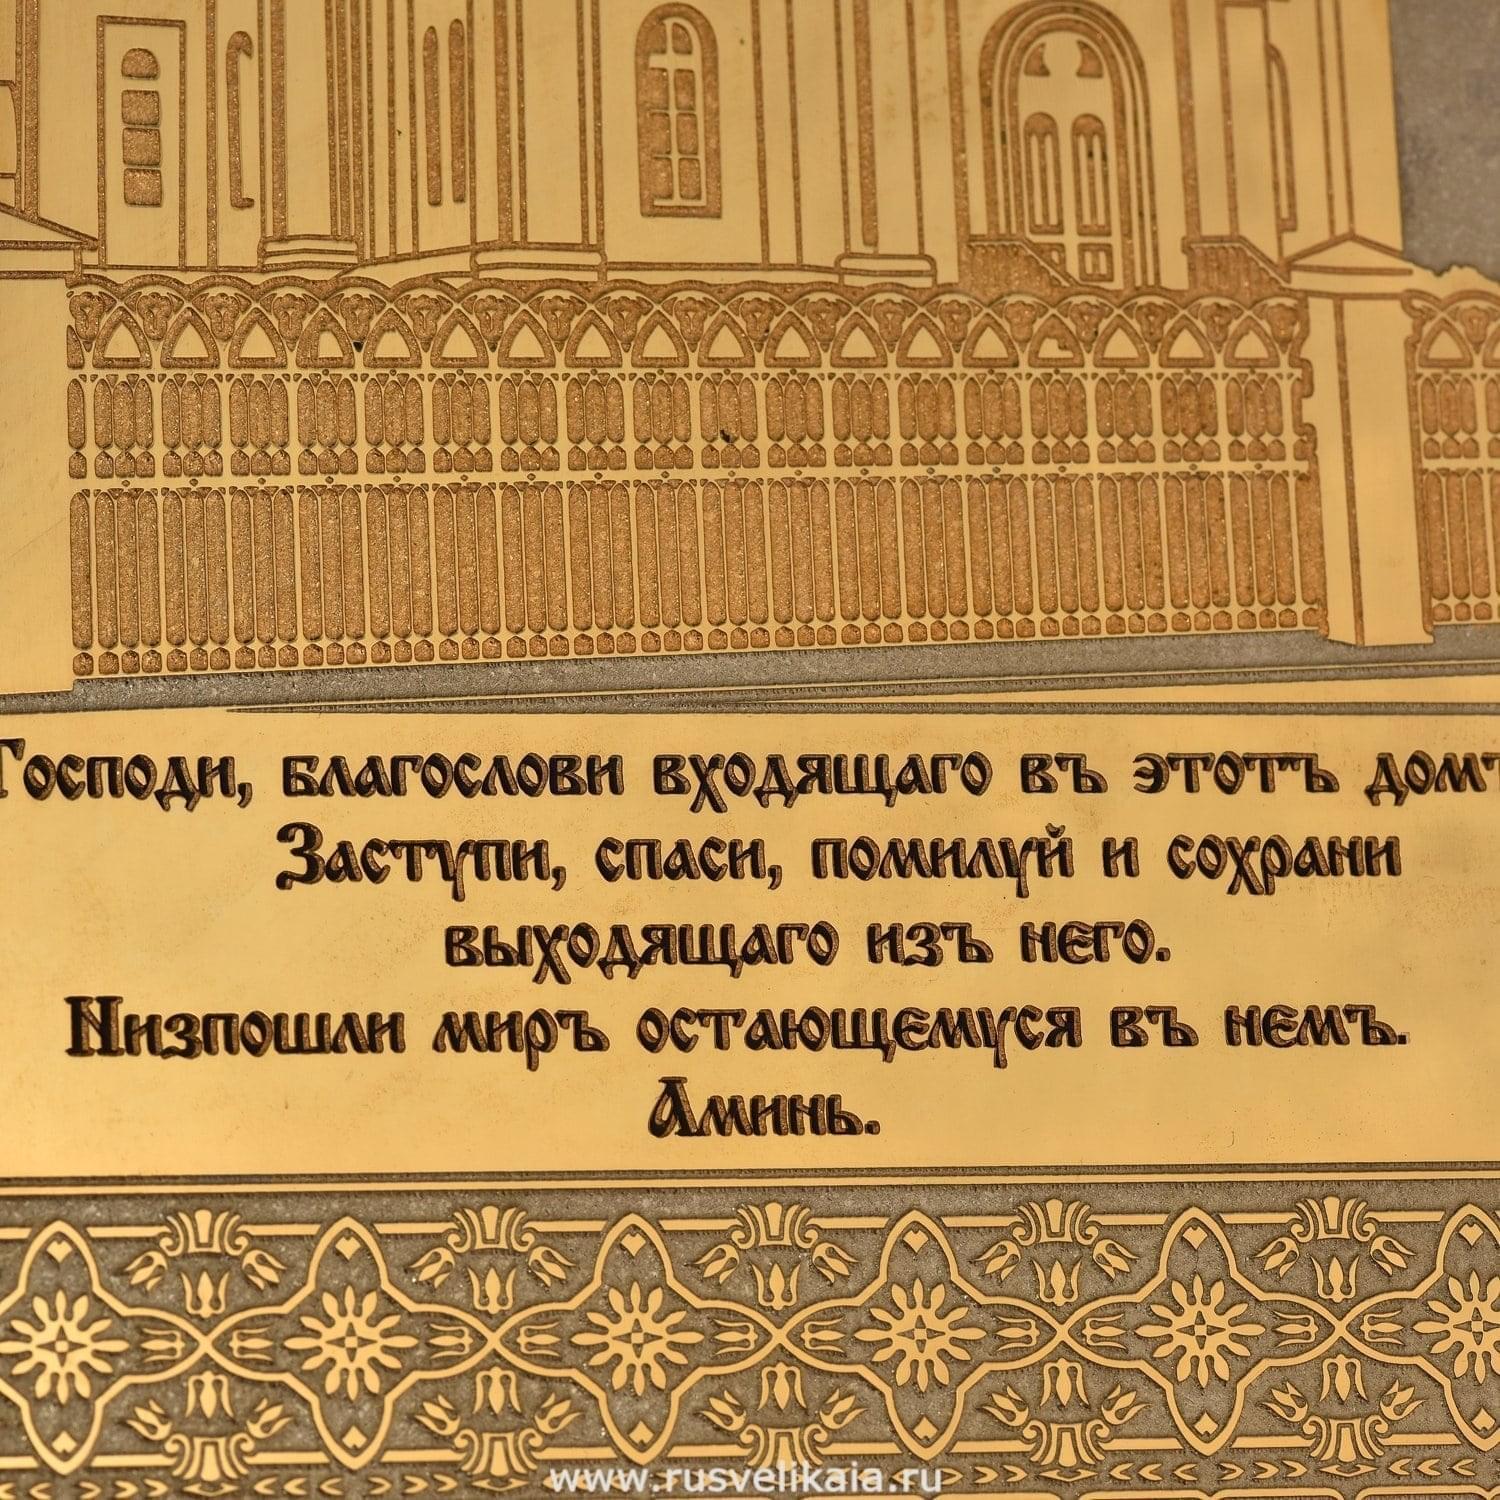 Господи, благослови входящаго въ этотъ домъ
Заступи, спаси, помилуй и сохрани
выходящаго изъ него.
Низпошли миръ остающемуся въ немъ.
Аминь.
www.rusvelikaia.ru